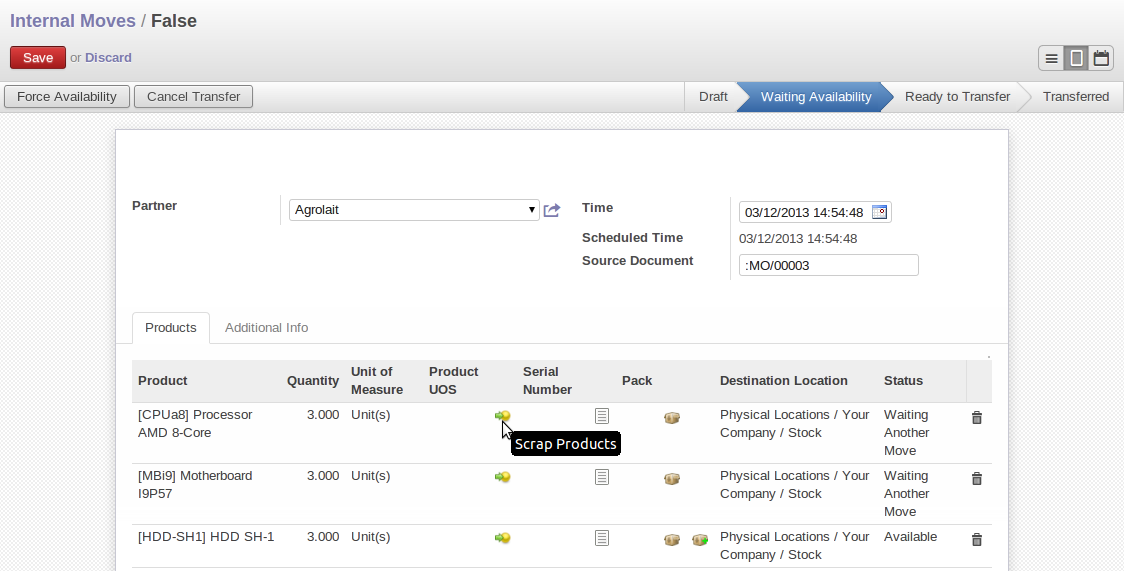 Internal Moves / False
Save or Discard
Force Availability Cancel Transfer Draft Waiting Availability Ready to Transfer Transferred
Partner Agrolait Time 03/12/2013 14:54:48
Scheduled Time 03/12/2013 14:54:48
Source Document :MO/00003
Products Additional Info
Product Quantity Unit of Measure Product UOS Serial Number Pack Destination Location Status
[CPUa8] Processor 3.000 Unit(s) Physical Locations / Your Waiting
AMD 8-Core Company / Stock Another
Move
Scrap Products
[MBi9] Motherboard 3.000 Unit(s) Physical Locations / Your Waiting
I9P57 Company / Stock Another
Move
[HDD-SH1] HDD SH-1 3.000 Unit(s) Physical Locations / Your Available
Company / Stock